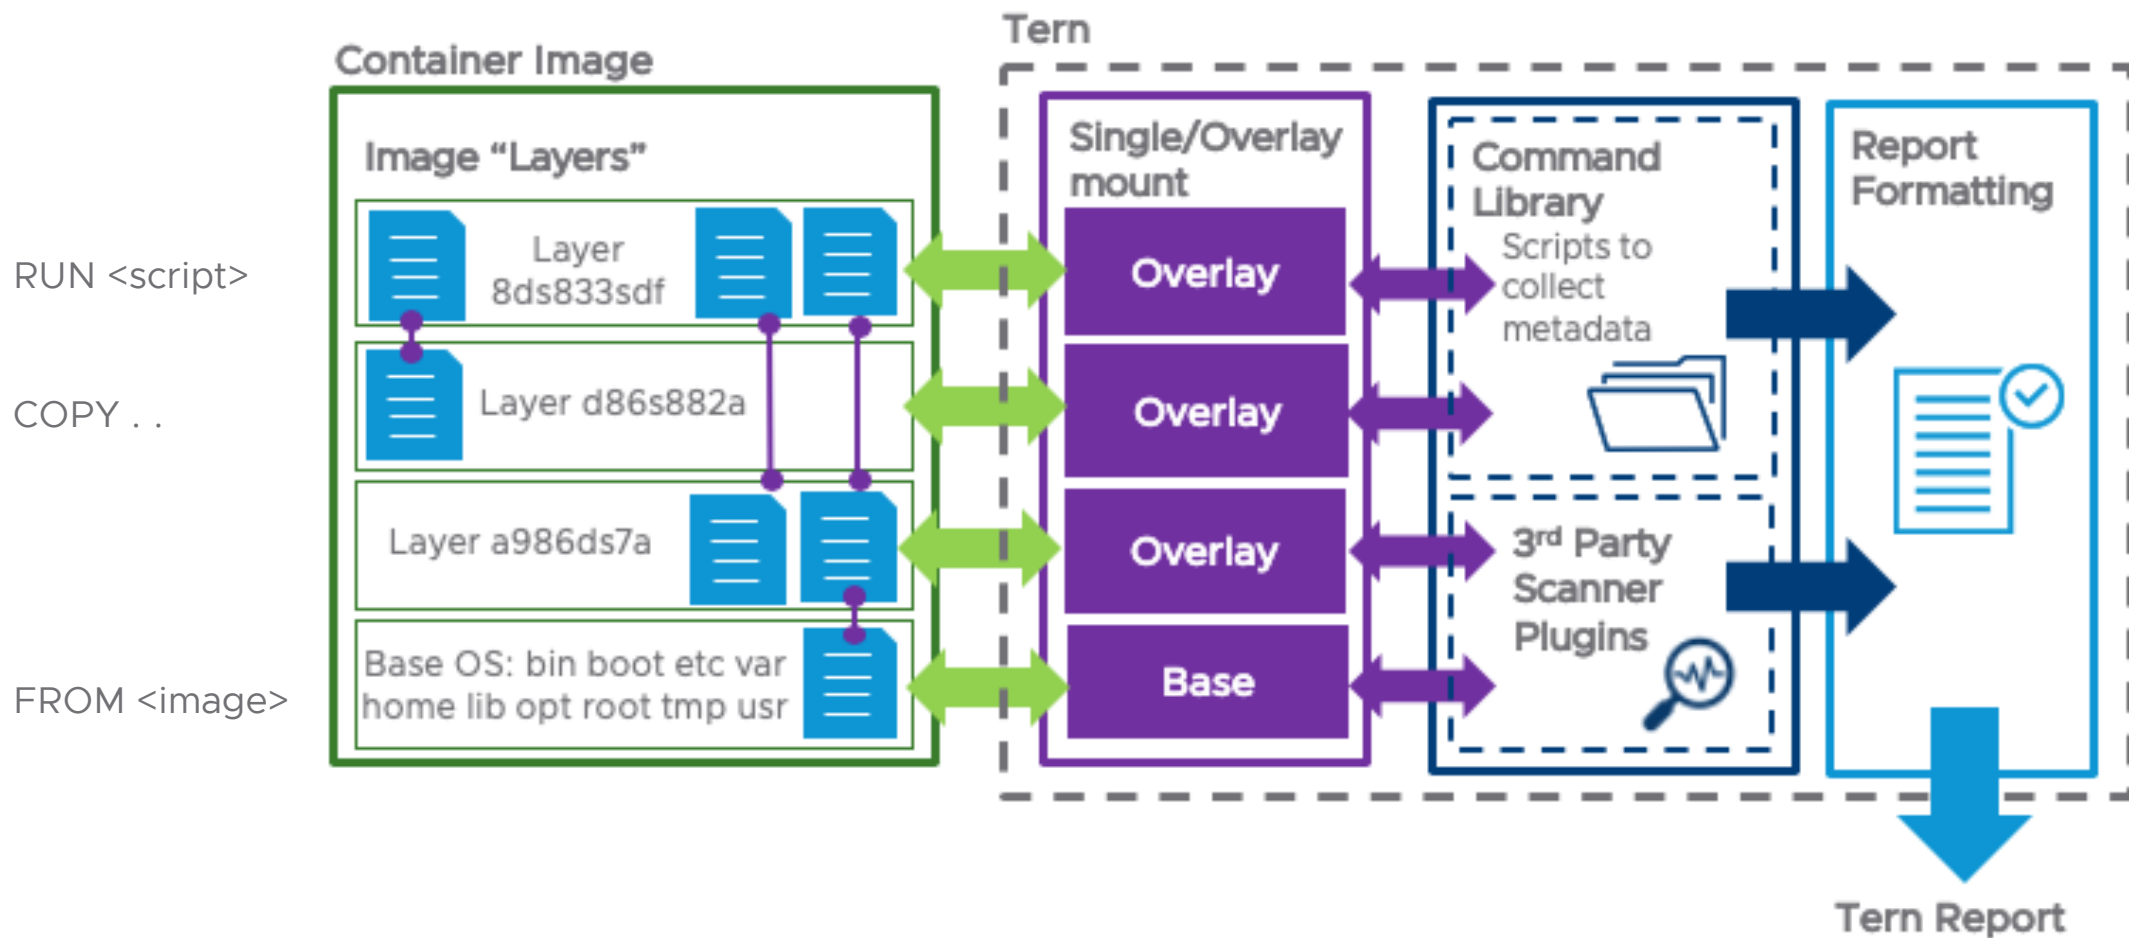 Tern
Container Image
Image “Layers”
RUN <script>
Layer
8ds833sdf
COPY . .
Layer d86s882a
Layer a986ds7a
FROM <image>
Base OS: bin boot etc var
home lib opt root tmp usr
Single/Overlay
mount
Overlay
Overlay
Overlay
Base
Command
Library
Scripts to
collect
metadata
3rd Party
Scanner
Plugins
Report
Formatting
Tern Report